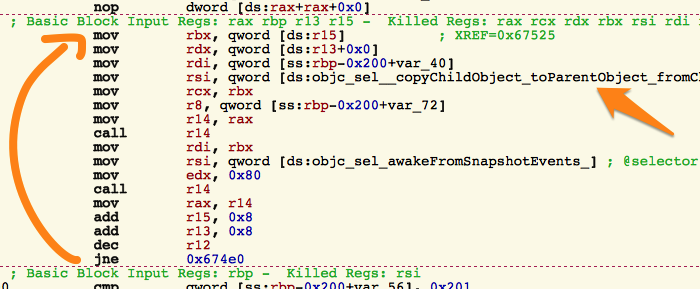 nop dword [ds:rax+rax+0x0]
; Basic Block Input Regs: rax rbp r13 r15 - Killed Regs: rax rcx rdx rbx rsi rdi
mov rbx, qword [ds:r15] ; XREF=0x67525
mov rdx, qword [ds:r13+0x0]
mov rdi, qword [ss:rbp-0x200+var_40]
mov rsi, qword [ds:objc_sel__copyChildObject_toParentObject_fromC
mov rcx, rbx
mov r8, qword [ss:rbp-0x200+var_72]
mov r14, rax
call r14
mov rdi, rbx
mov rsi, qword [ds:objc_sel_awakeFromSnapshotEvents_] ; @selector
mov edx, 0x80
call r14
mov rax, r14
add r15, 0x8
add r13, 0x8
dec r12
jne 0x674e0
; Basic Block Input Regs: rbp - Killed Regs: rsi
0 cmp qword [ss:rbp-0x200+var_56], 0x201